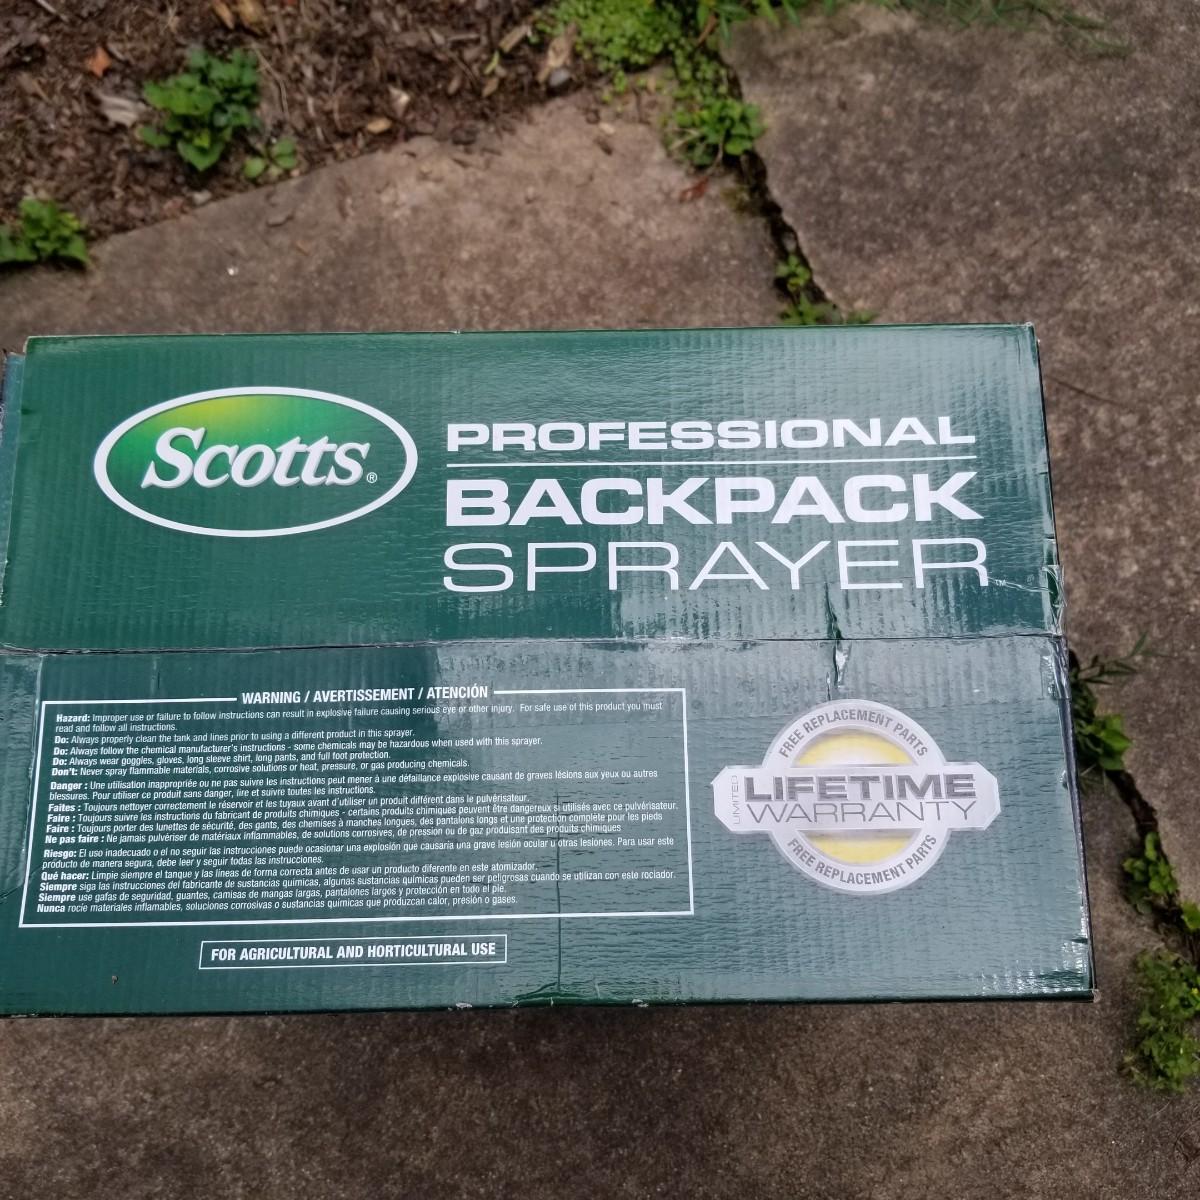 Scotts®
PROFESSIONAL
BACKPACK
SPRAYER™
WARNING / AVERTISSEMENT / ATENCIÓN
Hazard: Improper use or failure to follow instructions can result in explosive failure causing serious eye or other injury. For safe use of this product you must
read and follow all instructions.
Do: Always properly clean the tank and lines prior to using a different product in this sprayer.
Do: Always follow the chemical manufacturer's instructions - some chemicals may be hazardous when used with this sprayer.
Do: Always wear goggles, gloves, long sleeve shirt, long pants, and full foot protection.
Don't: Never spray flammable materials, corrosive solutions or heat, pressure, or gas producing chemicals.
Danger : Une utilisation inappropriée ou ne pas suivre les instructions peut mener à une défaillance explosive causant de graves lésions aux yeux ou autres
blessures. Pour utiliser ce produit sans danger, lire et suivre toutes les instructions.
Faites : Toujours nettoyer correctement le réservoir et les tuyaux avant d'utiliser un produit différent dans le pulvérisateur.
Faire : Toujours suivre les instructions du fabricant de produits chimiques - certains produits chimiques peuvent être dangereux si utilisés avec ce pulvérisateur.
Faire : Toujours porter des lunettes de sécurité, des gants, des chemises à manches longues, des pantalons longs et une protection complète pour les pieds
Ne pas faire : Ne jamais pulvériser de matériaux inflammables, de solutions corrosives, de pression ou de gaz produisant des produits chimiques
Riesgo: El uso inadecuado o el no seguir las instrucciones puede ocasionar una explosión que causaría una grave lesión ocular u otras lesiones. Para usar este
producto de manera segura, debe leer y seguir todas las instrucciones.
Qué hacer: Limpie siempre el tanque y las líneas de forma correcta antes de usar un producto diferente en este atomizador.
Siempre siga las instrucciones del fabricante de sustancias químicas, algunas sustancias químicas pueden ser peligrosas cuando se utilizan con este rociador.
Siempre use gafas de seguridad, guantes, camisas de mangas largas, pantalones largos y protección en todo el pie.
Nunca rocíe materiales inflamables, soluciones corrosivas o sustancias químicas que produzcan calor, presión o gases.
FOR AGRICULTURAL AND HORTICULTURAL USE
FREE REPLACEMENT PARTS
LIMITED
LIFETIME
WARRANTY
FREE REPLACEMENT PARTS